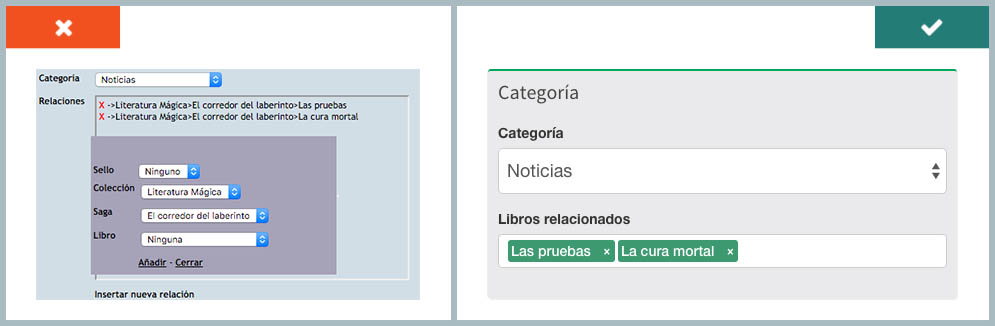 Categoria Noticias
Relaciones X ->Literatura Mágica>El corredor del laberinto>Las pruebas
X ->Literatura Mágica>El corredor del laberinto>La cura mortal
Sello Ninguno
Colección Literatura Mágica
Saga El corredor del laberinto
Libro Ninguna
Añadir - Cerrar
Insertar nueva relación
Categoría
Categoría
Noticias
Libros relacionados
Las pruebas × La cura mortal ×